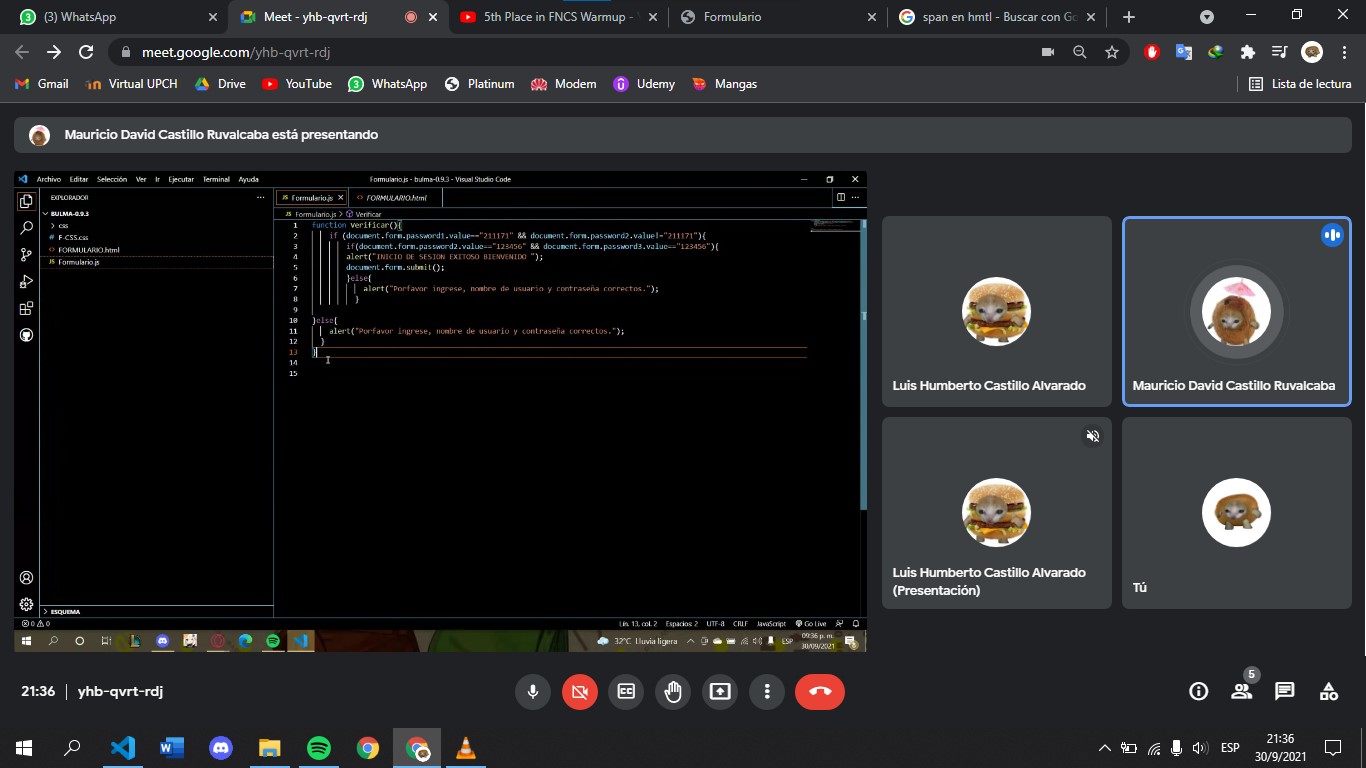 (3) WhatsApp
Meet - yhb-qvrt-rdj
5th Place in FNCS Warmup -
Formulario
span en hmtl - Buscar con Go
meet.google.com/yhb-qvrt-rdj
Gmail
Virtual UPCH
Drive
YouTube
3 WhatsApp
Platinum
Modem
Udemy
Mangas
Lista de lectura
Mauricio David Castillo Ruvalcaba está presentando
Archivo Editar Selección Ver Ir Ejecutar Terminal Ayuda
Formulario.js - bulma-0.9.3 - Visual Studio Code
EXPLORADOR
BULMA-0.9.3
css
# F-CSS.css
<> FORMULARIO.html
JS Formulario.js
ESQUEMA
JS Formulario.js
<> FORMULARIO.html
JS Formulario.js > Verificar
1 function Verificar(){
2 if (document.form.password1.value=="211171" && document.form.password2.value!="211171"){
3 if(document.form.password2.value=="123456" && document.form.password3.value=="123456"){
4 alert("INICIO DE SESION EXITOSO BIENVENIDO ");
5 document.form.submit();
6 }else{
7 alert("Porfavor ingrese, nombre de usuario y contraseña correctos.");
8 }
9
10 }else{
11 alert("Porfavor ingrese, nombre de usuario y contraseña correctos.");
12 }
13 }
14
15
0 0
Lín. 13, col. 2 Espacios: 2 UTF-8 CRLF JavaScript Go Live
32°C Lluvia ligera
ESP
09:36 p. m.
30/09/2021
Luis Humberto Castillo Alvarado
Mauricio David Castillo Ruvalcaba
Luis Humberto Castillo Alvarado
(Presentación)
Tú
21:36 | yhb-qvrt-rdj
5
ESP
21:36
30/9/2021